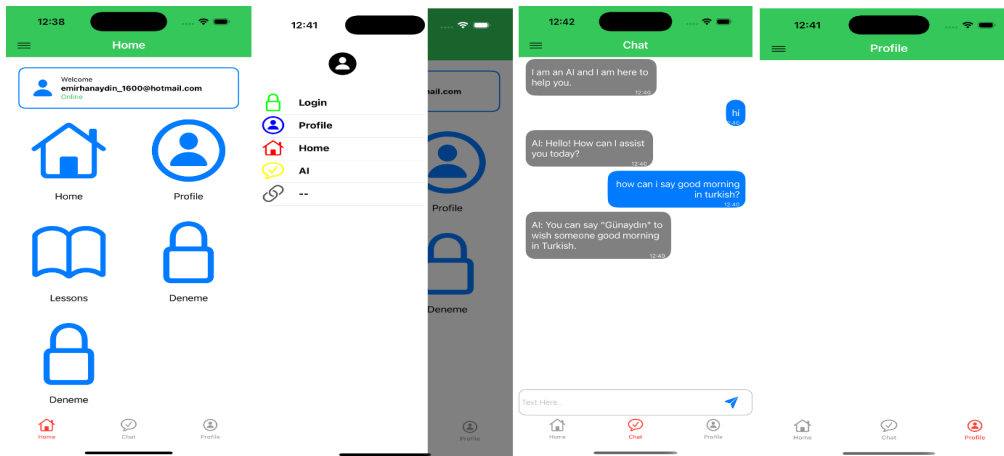 12:38
Home
Welcome
emirhanaydin_1600@hotmail.com
Online
Home
Profile
Lessons
Deneme
Deneme
Home
Chat
Profile
12:41
Login
Profile
Home
AI
--
ail.com
Profile
Deneme
Profile
12:42
Chat
I am an AI and I am here to
help you.
12:40
hi
12:40
AI: Hello! How can I assist
you today?
12:40
how can i say good morning
in turkish?
12:40
AI: You can say "Günaydın" to
wish someone good morning
in Turkish.
12:40
Text Here..
Home
Chat
Profile
12:41
Profile
Home
Chat
Profile